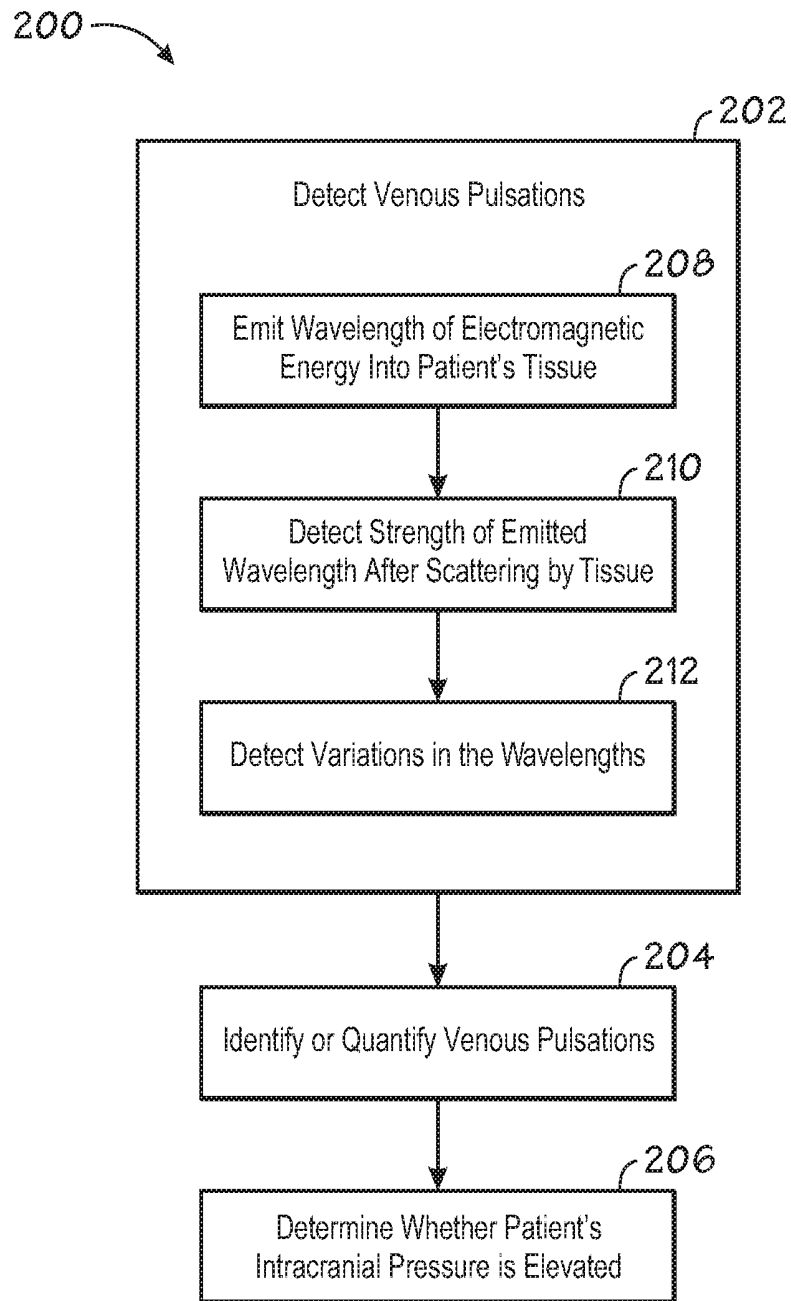 200
202
Detect Venous Pulsations
208
Emit Wavelength of Electromagnetic
Energy Into Patient's Tissue
210
Detect Strength of Emitted
Wavelength After Scattering by Tissue
212
Detect Variations in the Wavelengths
204
Identify or Quantify Venous Pulsations
206
Determine Whether Patient's
Intracranial Pressure is Elevated